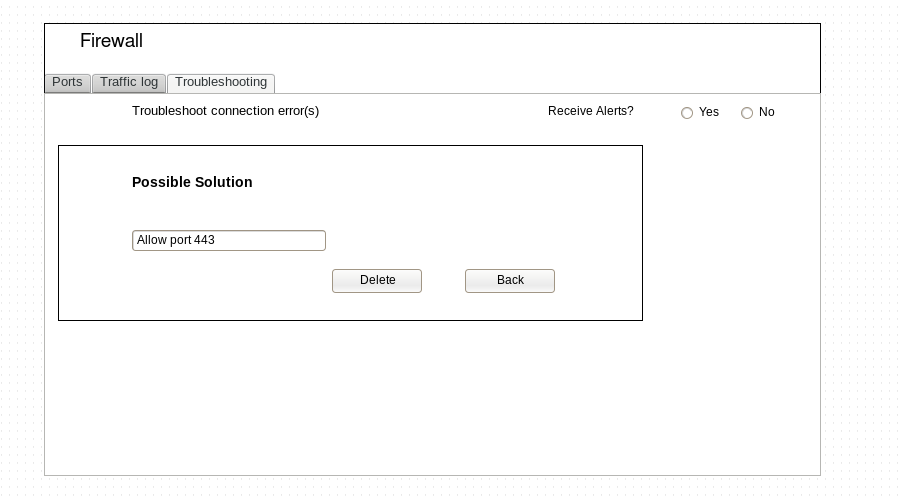 Firewall
Ports Traffic log Troubleshooting
Troubleshoot connection error(s) Receive Alerts? Yes No
Possible Solution
Allow port 443
Delete Back